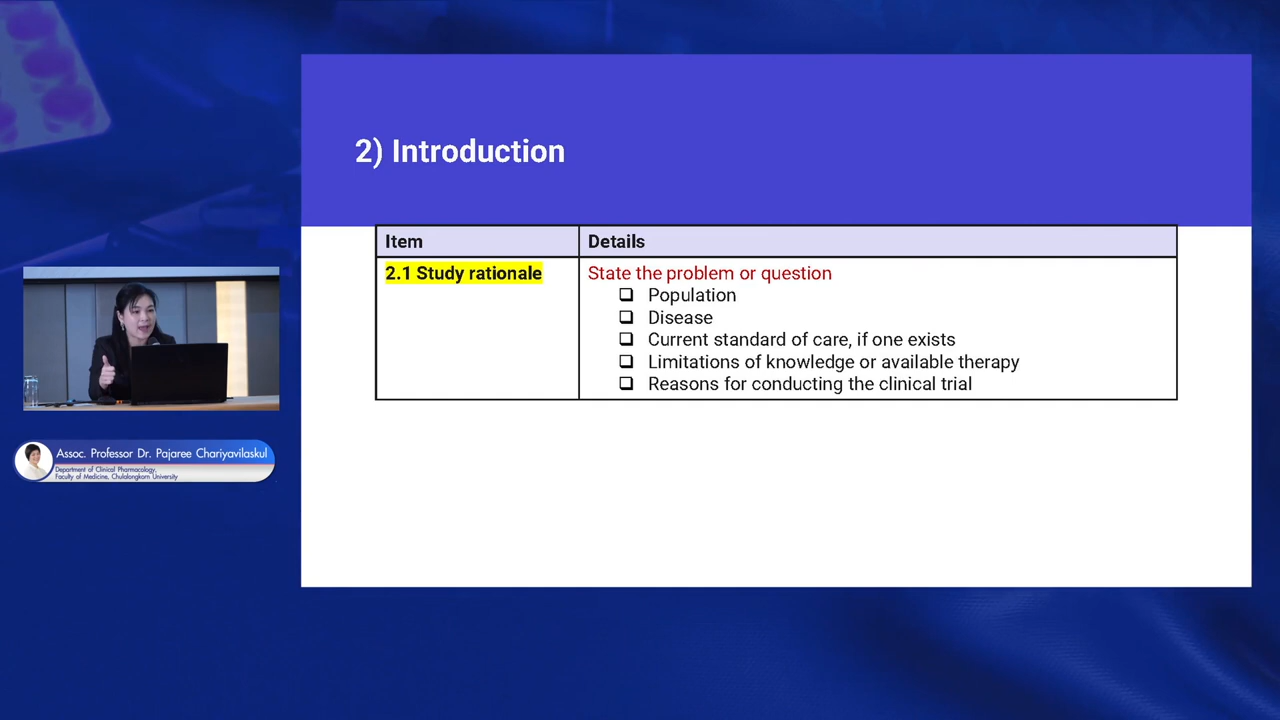 2) Introduction
Item
Details
2.1 Study rationale
State the problem or question
Population
Disease
Current standard of care, if one exists
Limitations of knowledge or available therapy
Reasons for conducting the clinical trial
Assoc. Professor Dr. Pajaree Chariyavilaskul
Department of Clinical Pharmacology,
Faculty of Medicine, Chulalongkorn University